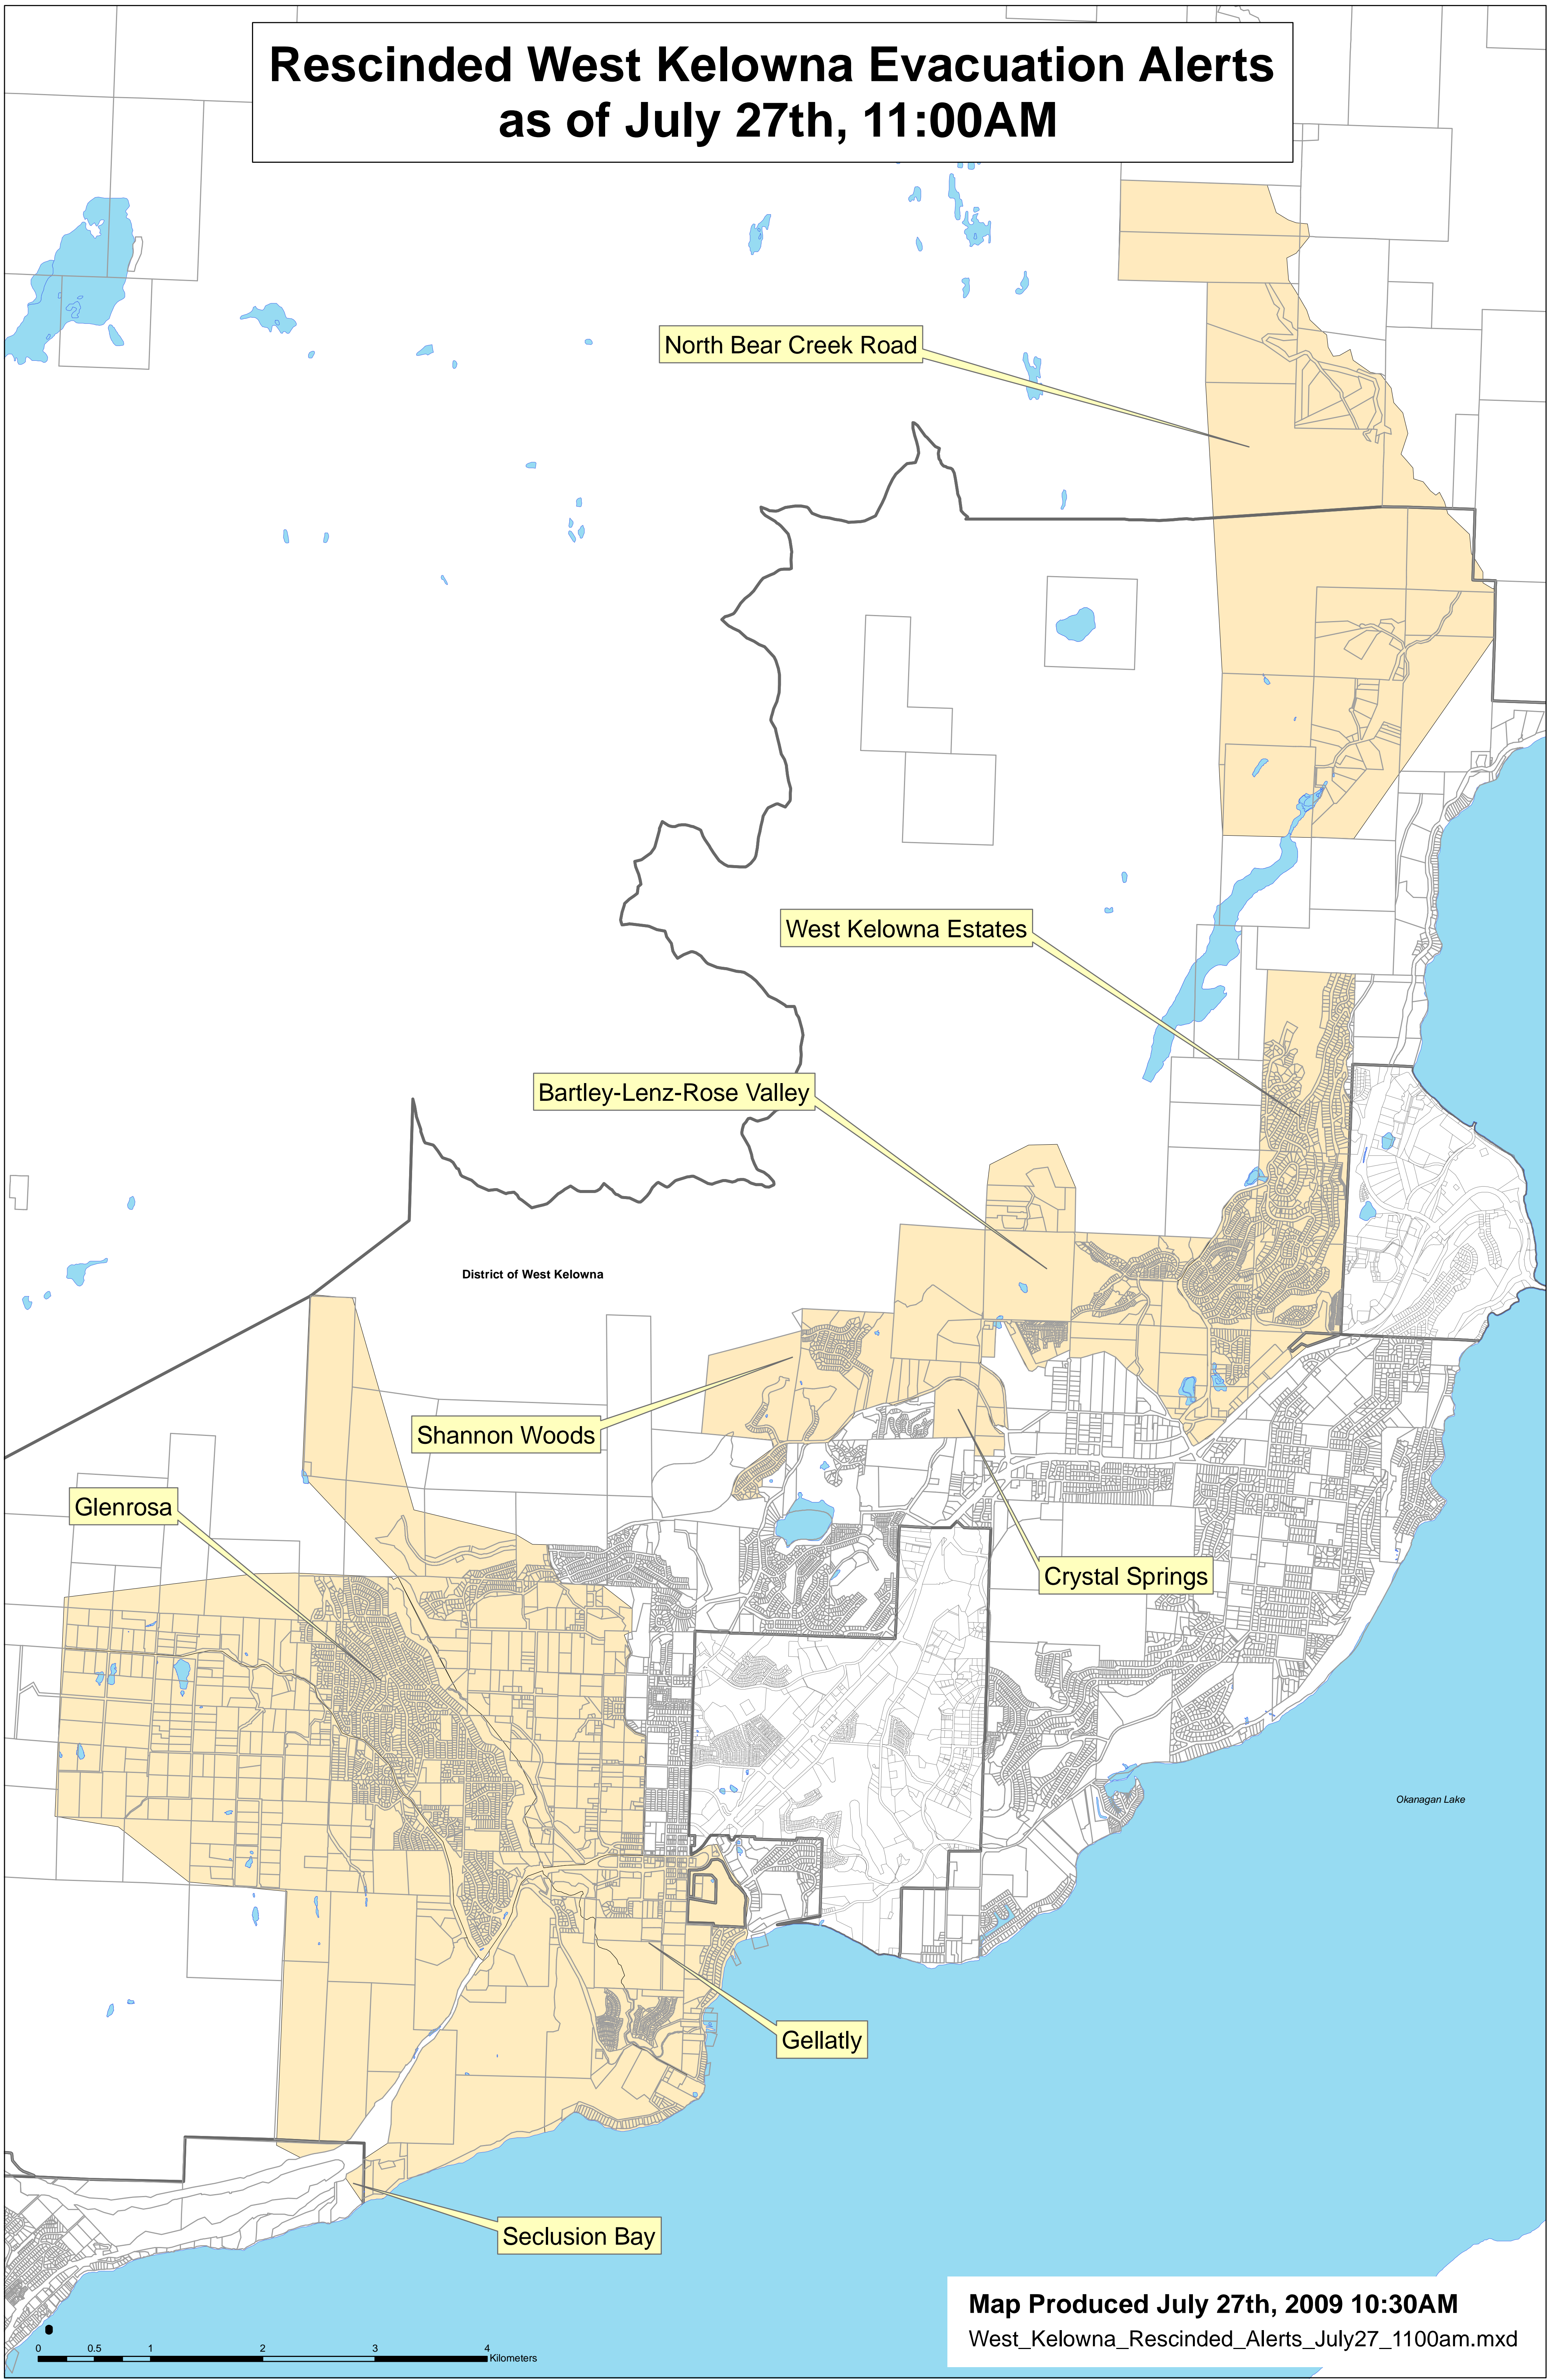 Rescinded West Kelowna Evacuation Alerts
as of July 27th, 11:00AM
North Bear Creek Road
West Kelowna Estates
Bartley-Lenz-Rose Valley
District of West Kelowna
Shannon Woods
Glenrosa
Crystal Springs
Okanagan Lake
Gellatly
Seclusion Bay
Map Produced July 27th, 2009 10:30AM
West_Kelowna_Rescinded_Alerts_July27_1100am.mxd
0 0.5 1 2 3 4
Kilometers